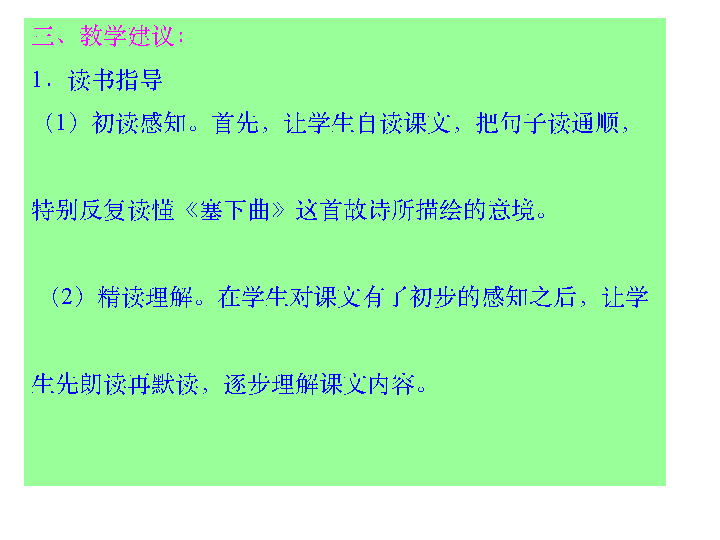 三、教学建议：
1．读书指导
（1）初读感知。首先，让学生自读课文，把句子读通顺，
特别反复读懂《塞下曲》这首故诗所描绘的意境。
（2）精读理解。在学生对课文有了初步的感知之后，让学
生先朗读再默读，逐步理解课文内容。